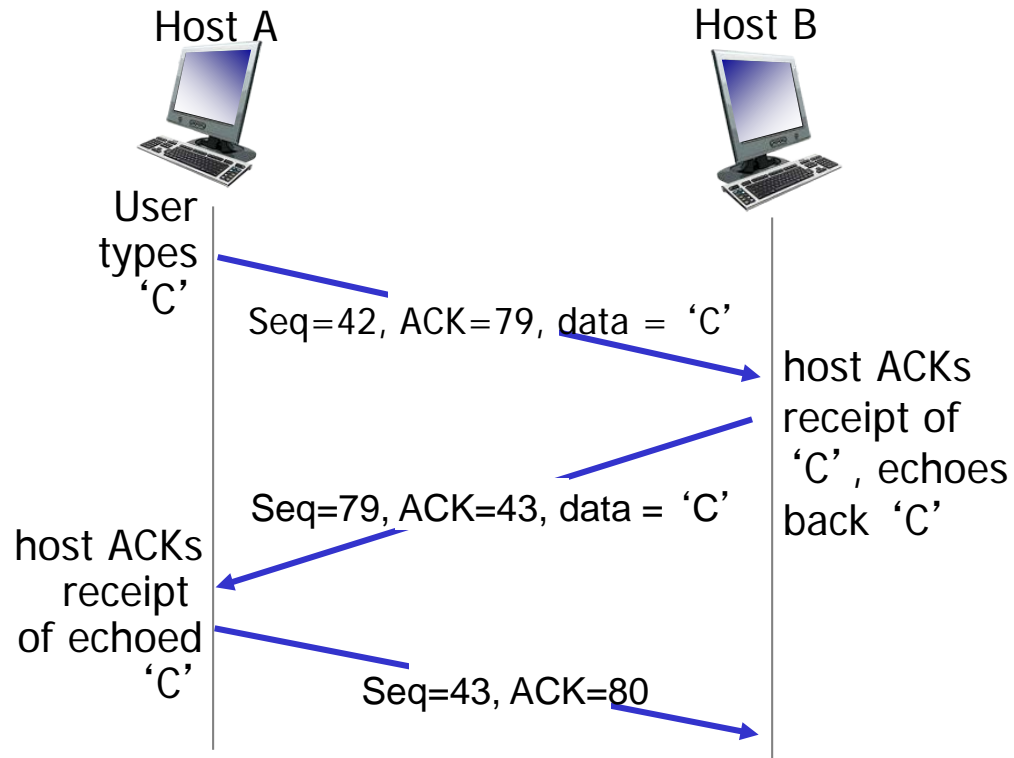 Host A
Host B
User
types
‘C’
Seq=42, ACK=79, data = ‘C’
host ACKs
receipt of
‘C’, echoes
back ‘C’
Seq=79, ACK=43, data = ‘C’
host ACKs
receipt
of echoed
‘C’
Seq=43, ACK=80